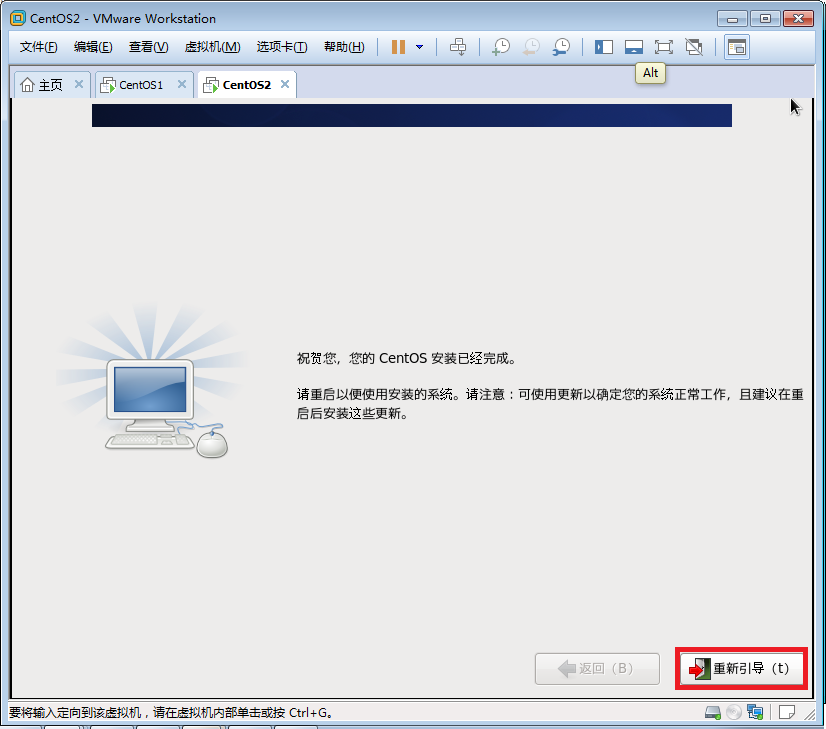 CentOS2 - VMware Workstation
文件(F) 编辑(E) 查看(V) 虚拟机(M) 选项卡(T) 帮助(H)
Alt
主页 CentOS1 CentOS2
祝贺您，您的 CentOS 安装已经完成。
请重启以便使用安装的系统。请注意：可使用更新以确定您的系统正常工作，且建议在重
启后安装这些更新。
返回（B） 重新引导（t）
要将输入定向到该虚拟机，请在虚拟机内部单击或按 Ctrl+G。